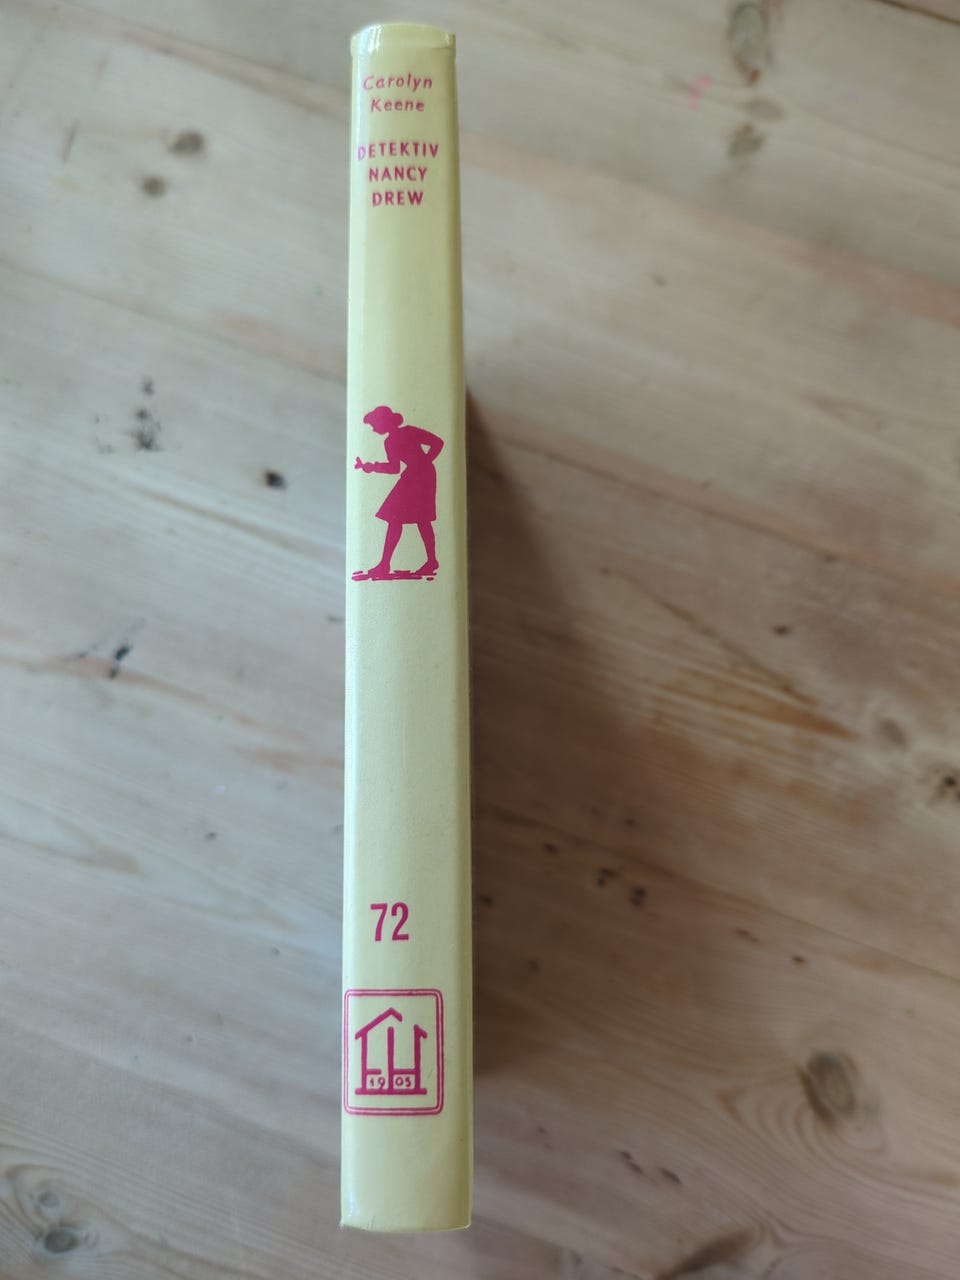 Carolyn
Keene
DETEKTIV
NANCY
DREW
72
1905